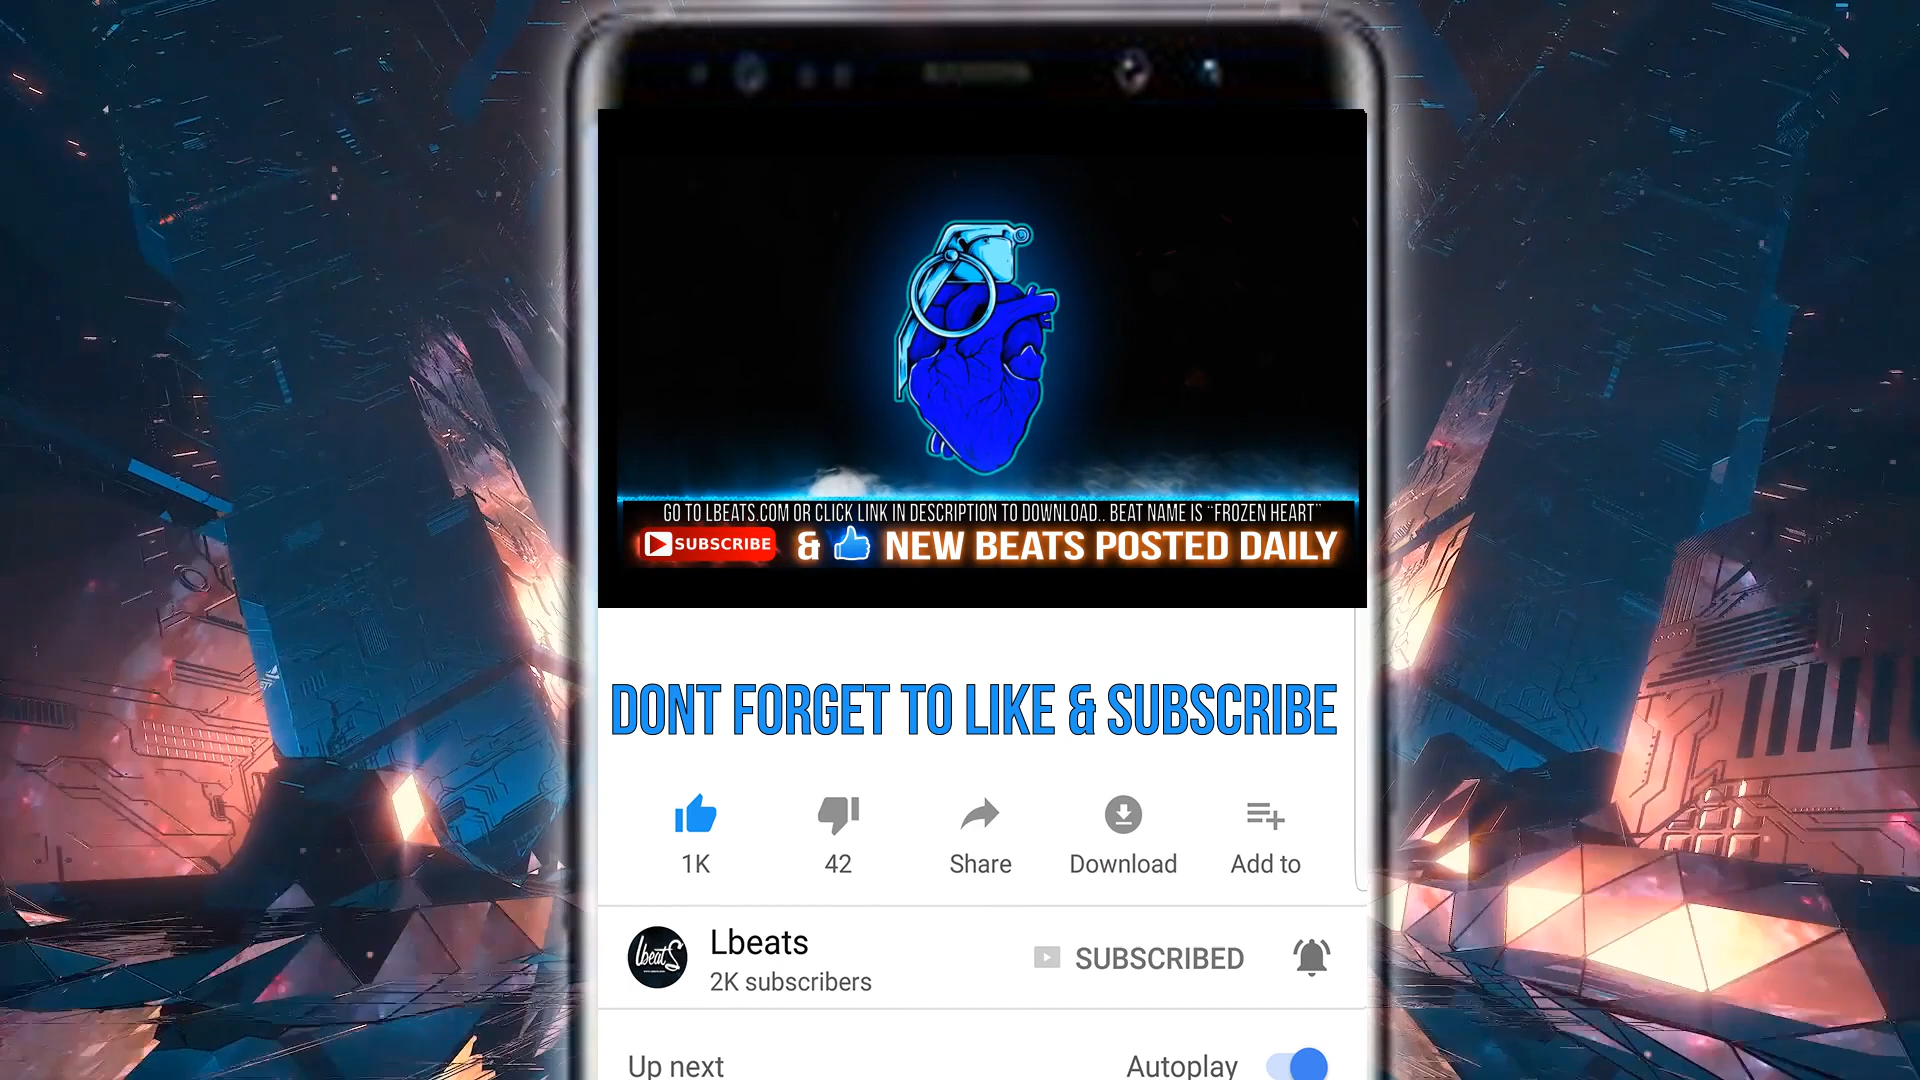 GO TO LBEATS.COM OR CLICK LINK IN DESCRIPTION TO DOWNLOAD.. BEAT NAME IS “FROZEN HEART”
SUBSCRIBE & NEW BEATS POSTED DAILY
DONT FORGET TO LIKE & SUBSCRIBE
1K 42 Share Download Add to
lbeatS
Lbeats
2K subscribers
SUBSCRIBED
Up next Autoplay